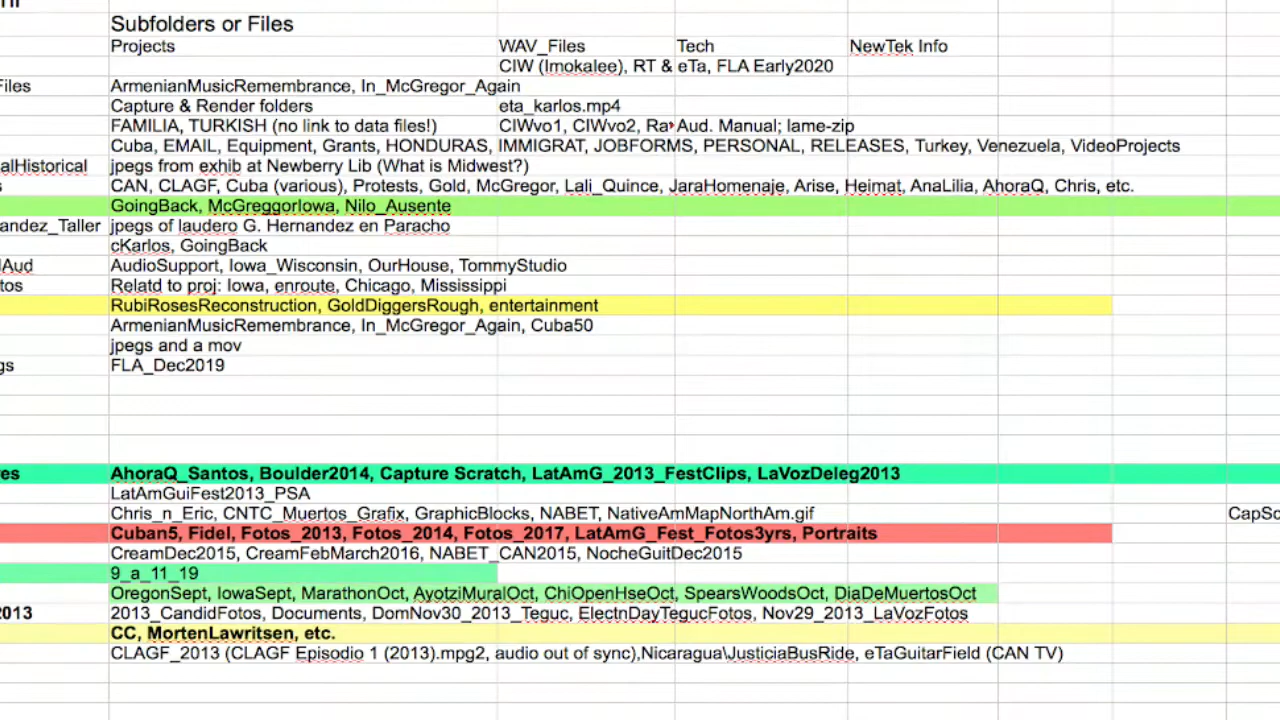 Subfolders or Files
Projects WAV_Files Tech NewTek Info
CIW (Imokalee), RT & eTa, FLA Early2020
Files ArmenianMusicRemembrance, In_McGregor_Again
Capture & Render folders eta_karlos.mp4
FAMILIA, TURKISH (no link to data files!) CIWvo1, CIWvo2, Ra Aud. Manual; lame-zip
Cuba, EMAIL, Equipment, Grants, HONDURAS, IMMIGRAT, JOBFORMS, PERSONAL, RELEASES, Turkey, Venezuela, VideoProjects
alHistorical jpegs from exhib at Newberry Lib (What is Midwest?)
s CAN, CLAGF, Cuba (various), Protests, Gold, McGregor, Lali_Quince, JaraHomenaje, Arise, Heimat, AnaLilia, AhoraQ, Chris, etc.
GoingBack, McGreggorIowa, Nilo_Ausente
andez_Taller jpegs of laudero G. Hernandez en Paracho
cKarlos, GoingBack
lAud AudioSupport, Iowa_Wisconsin, OurHouse, TommyStudio
tos Relatd to proj: Iowa, enroute, Chicago, Mississippi
RubiRosesReconstruction, GoldDiggersRough, entertainment
ArmenianMusicRemembrance, In_McGregor_Again, Cuba50
jpegs and a mov
gs FLA_Dec2019
es AhoraQ_Santos, Boulder2014, Capture Scratch, LatAmG_2013_FestClips, LaVozDeleg2013
LatAmGuiFest2013_PSA
Chris_n_Eric, CNTC_Muertos_Grafix, GraphicBlocks, NABET, NativeAmMapNorthAm.gif CapSc
Cuban5, Fidel, Fotos_2013, Fotos_2014, Fotos_2017, LatAmG_Fest_Fotos3yrs, Portraits
CreamDec2015, CreamFebMarch2016, NABET_CAN2015, NocheGuitDec2015
9_a_11_19
OregonSept, IowaSept, MarathonOct, AyotziMuralOct, ChiOpenHseOct, SpearsWoodsOct, DiaDeMuertosOct
2013 2013_CandidFotos, Documents, DomNov30_2013_Teguc, ElectnDayTegucFotos, Nov29_2013_LaVozFotos
CC, MortenLawritsen, etc.
CLAGF_2013 (CLAGF Episodio 1 (2013).mpg2, audio out of sync),Nicaragua\JusticiaBusRide, eTaGuitarField (CAN TV)